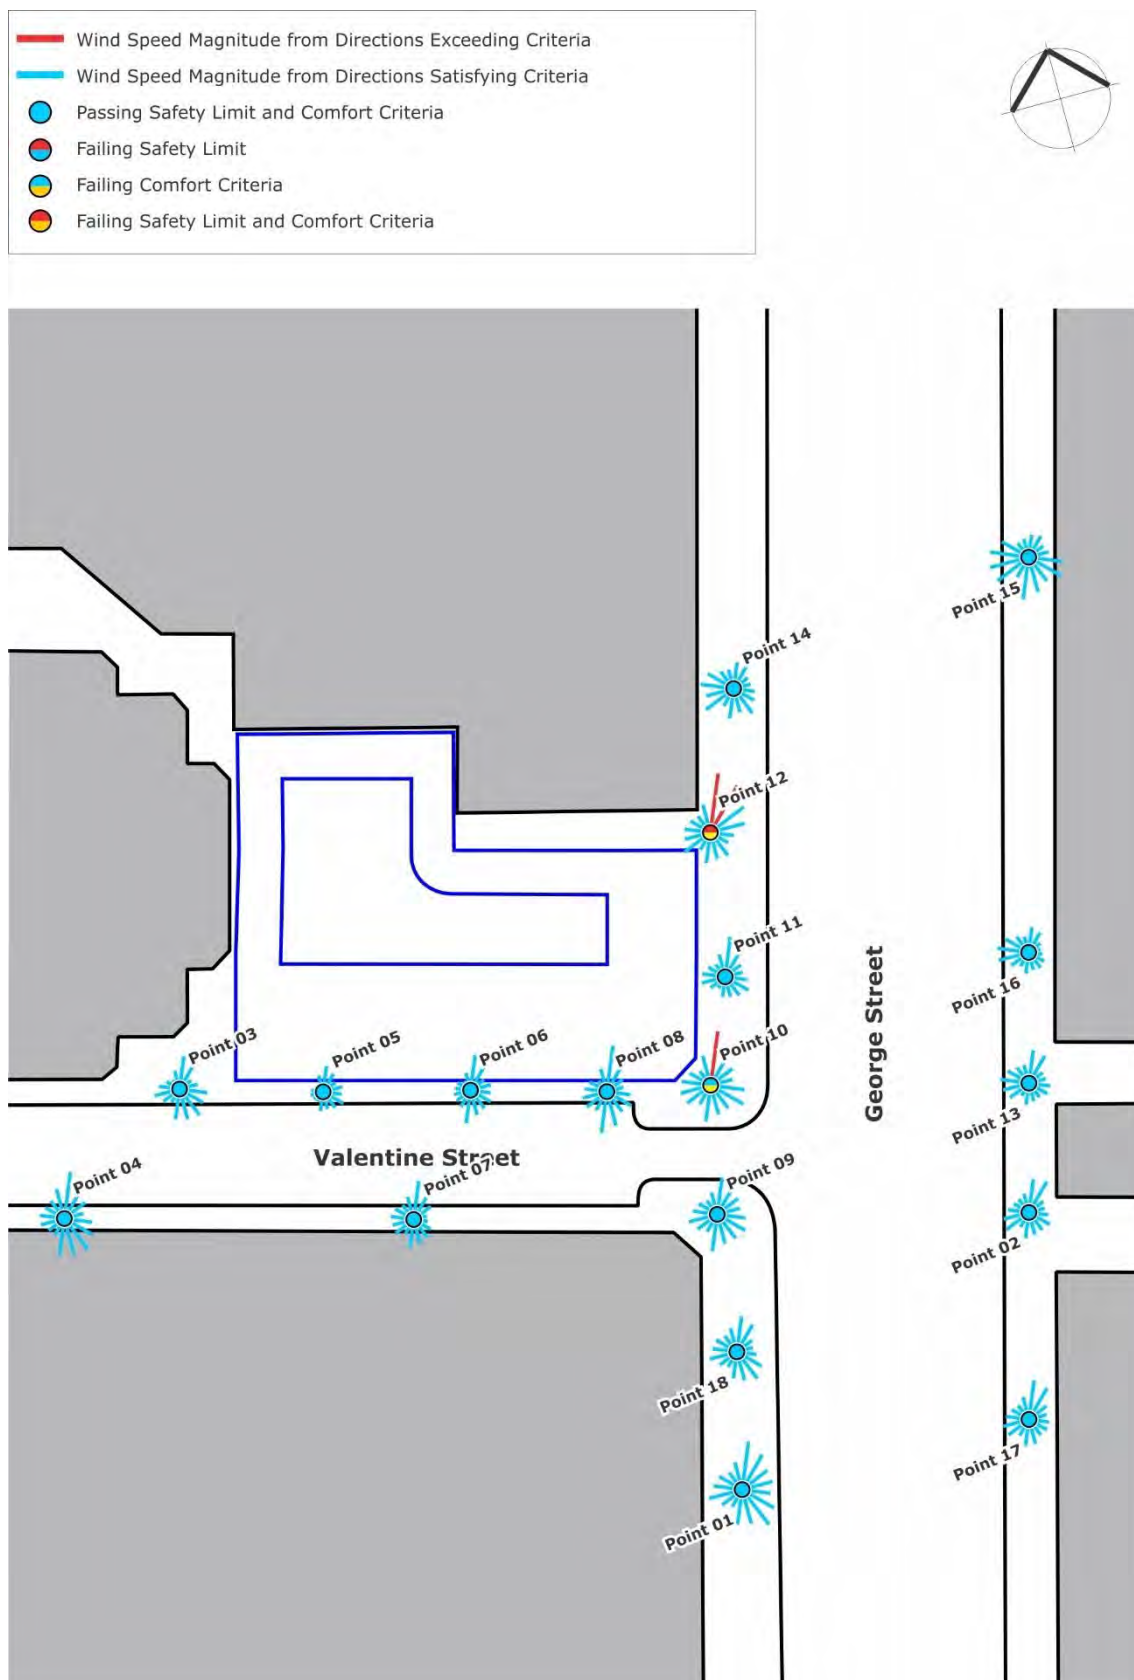 Wind Speed Magnitude from Directions Exceeding Criteria
Wind Speed Magnitude from Directions Satisfying Criteria
Passing Safety Limit and Comfort Criteria
Failing Safety Limit
Failing Comfort Criteria
Failing Safety Limit and Comfort Criteria
Point 15
Point 14
Point 12
Point 11
Point 16
George Street
Point 03
Point 05
Point 06
Point 08
Point 10
Point 13
Valentine Street
Point 04
Point 07
Point 09
Point 02
Point 18
Point 17
Point 01